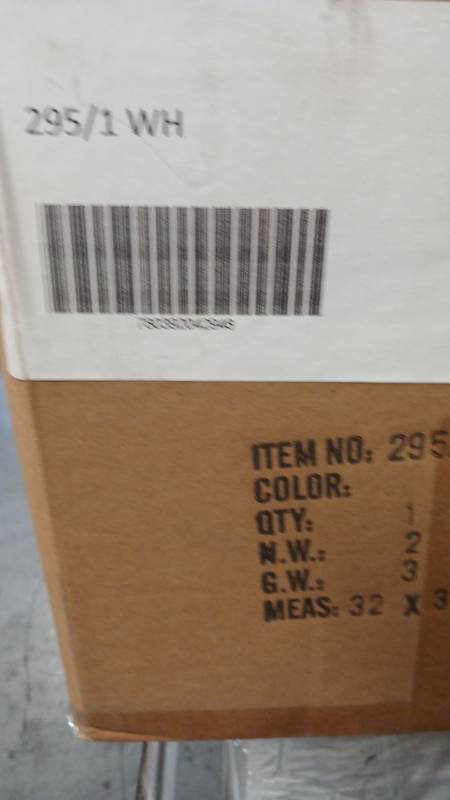 295/1 WH
ITEM NO: 295
COLOR:
QTY: 1
N.W.: 2
G.W.: 3
MEAS: 32 X 3